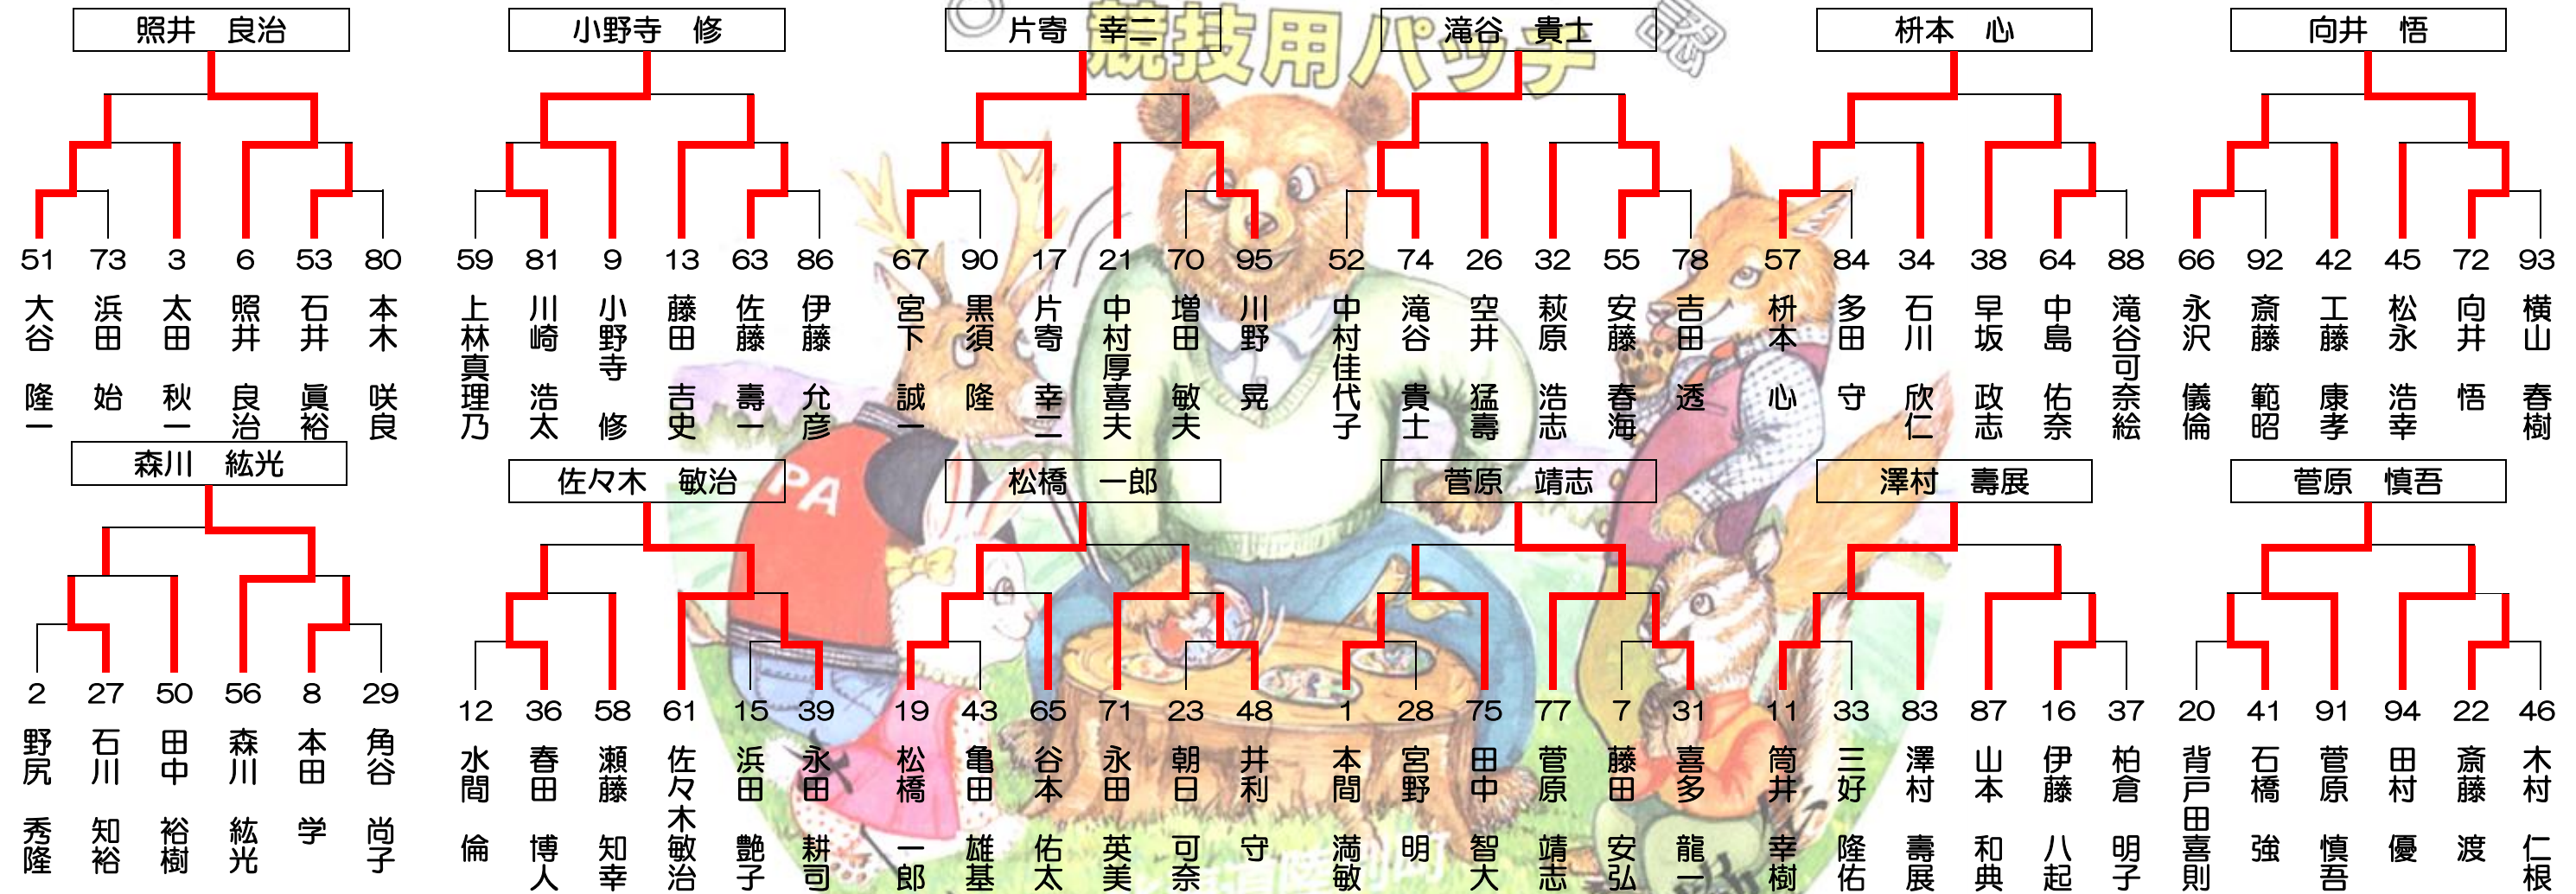 競技用パッチ
認
照井　良治
小野寺　修
片寄　幸二
滝谷　貴士
枡本　心
向井　悟
51 73 3 6 53 80 59 81 9 13 63 86 67 90 17 21 70 95 52 74 26 32 55 78 57 84 34 38 64 88 66 92 42 45 72 93
大谷　隆一
浜田　始
太田　秋一
照井　良治
石井　眞裕
本木　咲良
上林真理乃
川崎　浩太
小野寺　修
藤田　吉史
佐藤　壽一
伊藤　允彦
宮下　誠一
黒須　隆
片寄　幸二
中村厚喜夫
増田　敏夫
川野　晃
中村佳代子
滝谷　貴士
空井　猛壽
萩原　浩志
安藤　春海
吉田　透
枡本　心
多田　守
石川　欣仁
早坂　政志
中島　佑奈
滝谷可奈絵
永沢　儀倫
斎藤　範昭
工藤　康孝
松永　浩幸
向井　悟
横山　春樹
森川　紘光
佐々木　敏治
松橋　一郎
菅原　靖志
澤村　壽展
菅原　慎吾
PA
2 27 50 56 8 29 12 36 58 61 15 39 19 43 65 71 23 48 1 28 75 77 7 31 11 33 83 87 16 37 20 41 91 94 22 46
野尻　秀隆
石川　知裕
田中　裕樹
森川　紘光
本田　学
角谷　尚子
水間　倫
春田　博人
瀬藤　知幸
佐々木敏治
浜田　艶子
永田　耕司
松橋　一郎
亀田　雄基
谷本　佑太
永田　英美
朝日　可奈
井利　守
本間　満敏
宮野　明
田中　智大
菅原　靖志
藤田　安弘
喜多　龍一
筒井　幸樹
三好　隆佑
澤村　壽展
山本　和典
伊藤　八起
柏倉　明子
背戸田喜則
石橋　強
菅原　慎吾
田村　優
斎藤　渡
木村　仁根